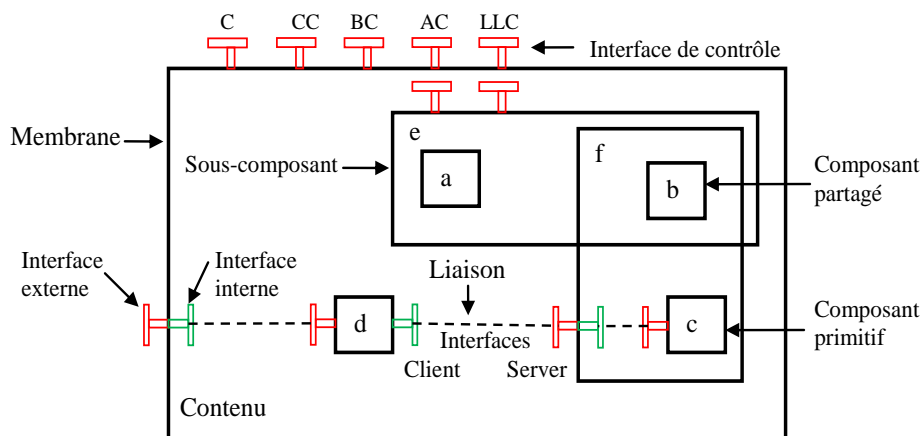 C CC BC AC LLC
Interface de contrôle
Membrane
e
Sous-composant
a
f
b
Composant
partagé
Interface
externe
Interface
interne
Liaison
d
Interfaces
Client Server
c
Composant
primitif
Contenu